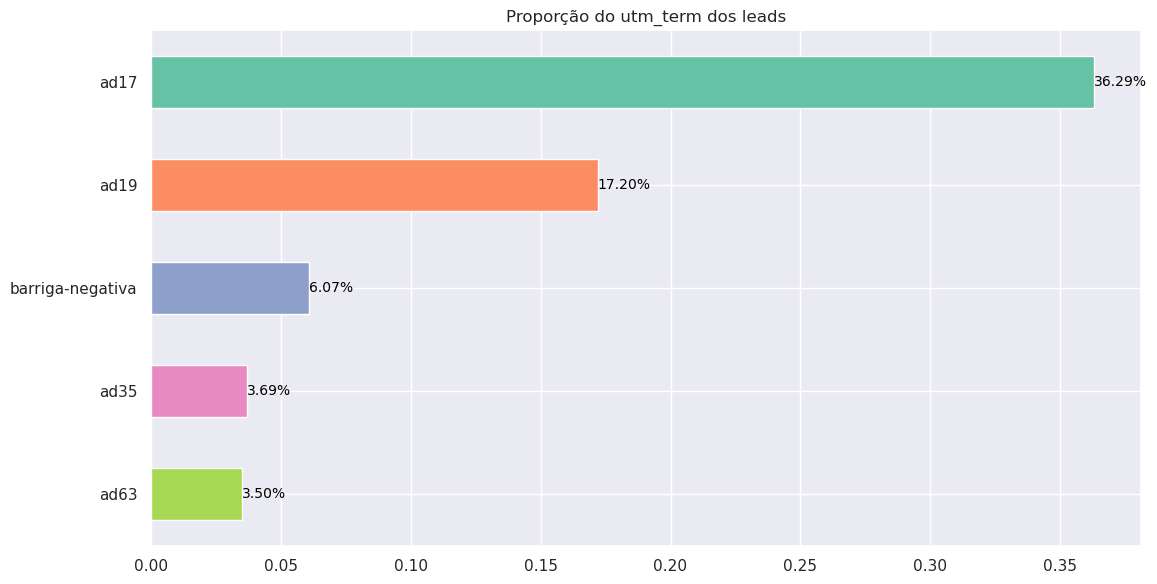 Proporção do utm_term dos leads
ad17
36.29%
ad19
17.20%
barriga-negativa
6.07%
ad35
3.69%
ad63
3.50%
0.00 0.05 0.10 0.15 0.20 0.25 0.30 0.35